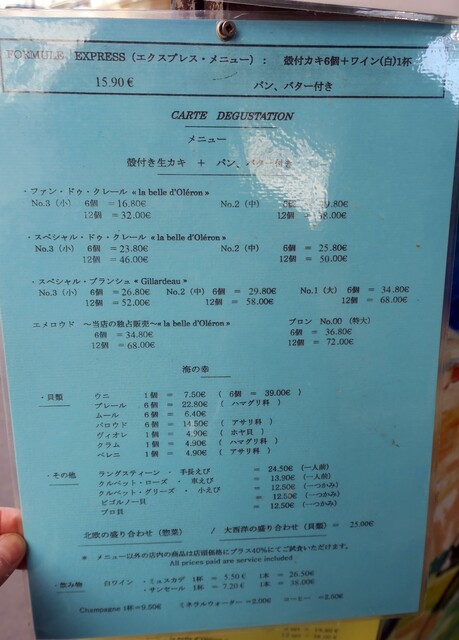 FORMULE EXPRESS (エクスプレス・メニュー) : 殻付カキ6個+ワイン(白)1杯
15.90€ パン、バター付き
CARTE DEGUSTATION
メニュー
殻付き生カキ + パン、バター付き
・ファン・ドゥ・クレール «la belle d'Oléron»
No.3 (小) 6個 =16.80€ No.2 (中) 9.80€
12個 = 32.00€ 12個 8.00€
・スペシャル・ドゥ・クレール «la belle d'Oléron»
No.3 (小) 6個 = 23.80€ No.2 (中) 6個 = 25.80€
12個 = 46.00€ 12個 = 50.00€
・スペシャル・ブランシュ «Gillardeau»
No.3 (小) 6個 =26.80€ No.2 (中) 6個 = 29.80€ No.1 (大) 6個 = 34.80€
12個 = 52.00€ 12個 = 58.00€ 12個 = 68.00€
エメロウド ~当店の独占販売~«la belle d'Oléron» ブロン No.00 (特大)
6個 = 34.80€ 6個 = 36.80€
12個 = 68.00€ 12個 = 72.00€
海の幸
・貝類 ウニ 1個 = 7.50€ ( 6個 = 39.00€ )
プレール 6個 = 22.80€ ( ハマグリ科 )
ムール 6個 = 6.40€
パロウド 6個 = 14.50€ ( アサリ科 )
ヴィオレ 1個 = 4.90€ ( ホヤ貝 )
クラム 1個 = 4.90€ ( ハマグリ科 )
ベレニ 1個 = 4.90€ ( アサリ科 )
・その他 ラングスティーン・手長えび = 24.50€ (一人前)
クルベット・ローズ・車えび = 13.90€ (一人前)
クルベット・グリーズ・小えび = 12.50€ (一つかみ)
ビゴルノー貝 = 12.50€ (一つかみ)
ブロ貝 = 12.50€ (一つかみ)
北欧の盛り合わせ (惣菜) / 大西洋の盛り合わせ (貝類) = 25.00€
* メニュー以外の店内の商品は店頭価格にプラス40%にてご試食いただけます。
All prices paid are service included.
・飲み物 白ワイン・ミュスカデ 1杯 = 5.50€ 1本 = 26.50€
・サンセール 1杯 = 7.20€ 1本 = 38.00€
Champagne 1杯=9.50€ ミネラルウォーター =2.00€ コーヒー =2.50€